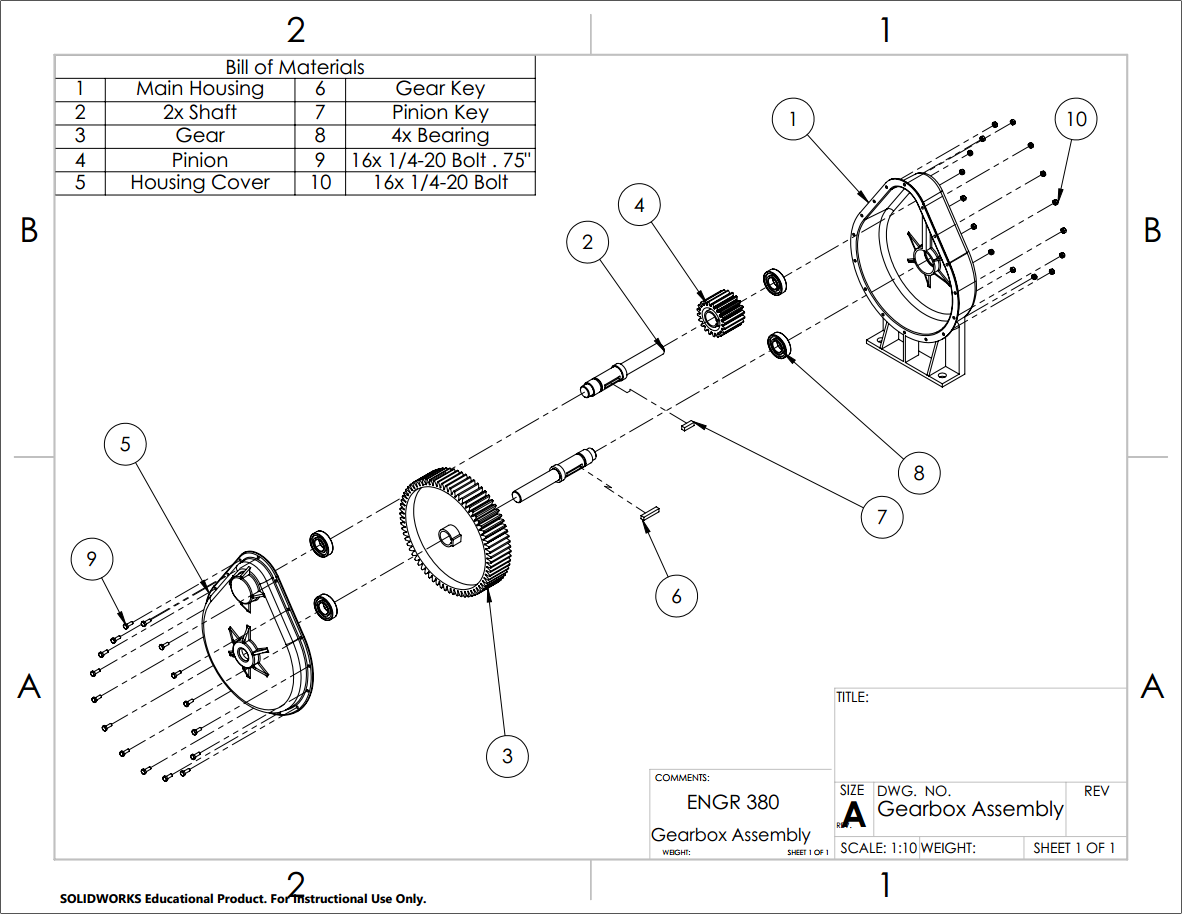 2 1
Bill of Materials
1 Main Housing 6 Gear Key
2 2x Shaft 7 Pinion Key
3 Gear 8 4x Bearing
4 Pinion 9 16x 1/4-20 Bolt . 75"
5 Housing Cover 10 16x 1/4-20 Bolt
1
10
4
B B
2
5
8
7
9
6
A A
3
TITLE:
COMMENTS:
ENGR 380
Gearbox Assembly
WEIGHT: SHEET 1 OF 1
SIZE DWG. NO. REV
A Gearbox Assembly
REV.
SCALE: 1:10 WEIGHT: SHEET 1 OF 1
2 1
SOLIDWORKS Educational Product. For Instructional Use Only.